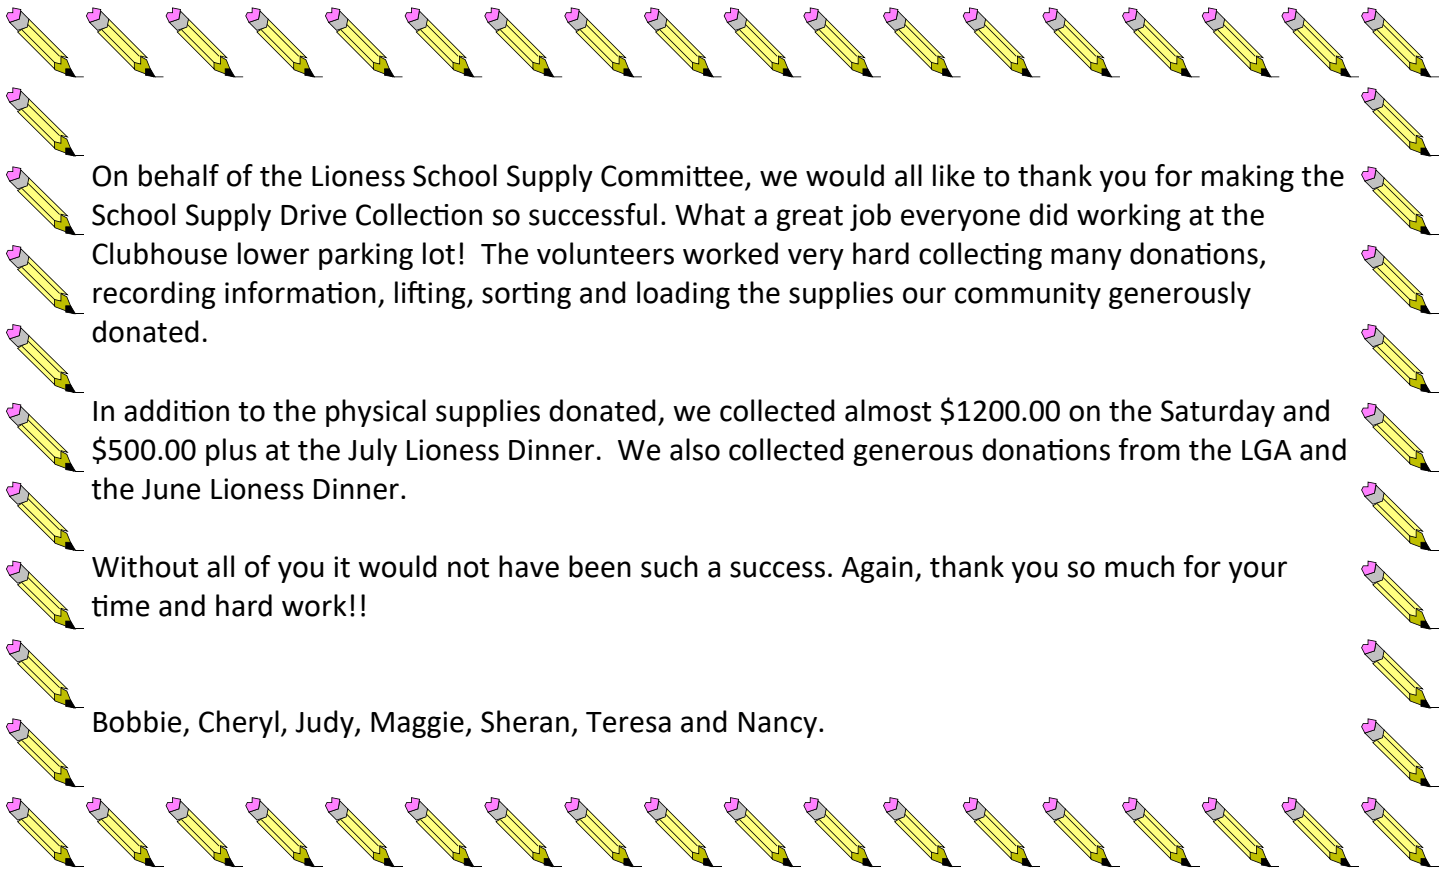 On behalf of the Lioness School Supply Committee, we would all like to thank you for making the
School Supply Drive Collection so successful. What a great job everyone did working at the
Clubhouse lower parking lot!  The volunteers worked very hard collecting many donations,
recording information, lifting, sorting and loading the supplies our community generously
donated.
In addition to the physical supplies donated, we collected almost $1200.00 on the Saturday and
$500.00 plus at the July Lioness Dinner.  We also collected generous donations from the LGA and
the June Lioness Dinner.
Without all of you it would not have been such a success. Again, thank you so much for your
time and hard work!!
Bobbie, Cheryl, Judy, Maggie, Sheran, Teresa and Nancy.